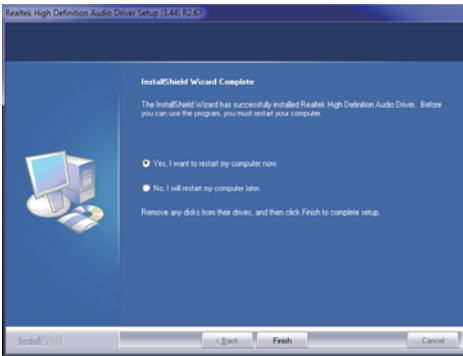 Realtek High Definition Audio Driver Setup (3.44) R2.67
InstallShield Wizard Complete
The InstallShield Wizard has successfully installed Realtek High Definition Audio Driver. Before
you can use the program, you must restart your computer.
Yes, I want to restart my computer now.
No, I will restart my computer later.
Remove any disks from their drives, and then click Finish to complete setup.
InstallShield
< Back Finish Cancel